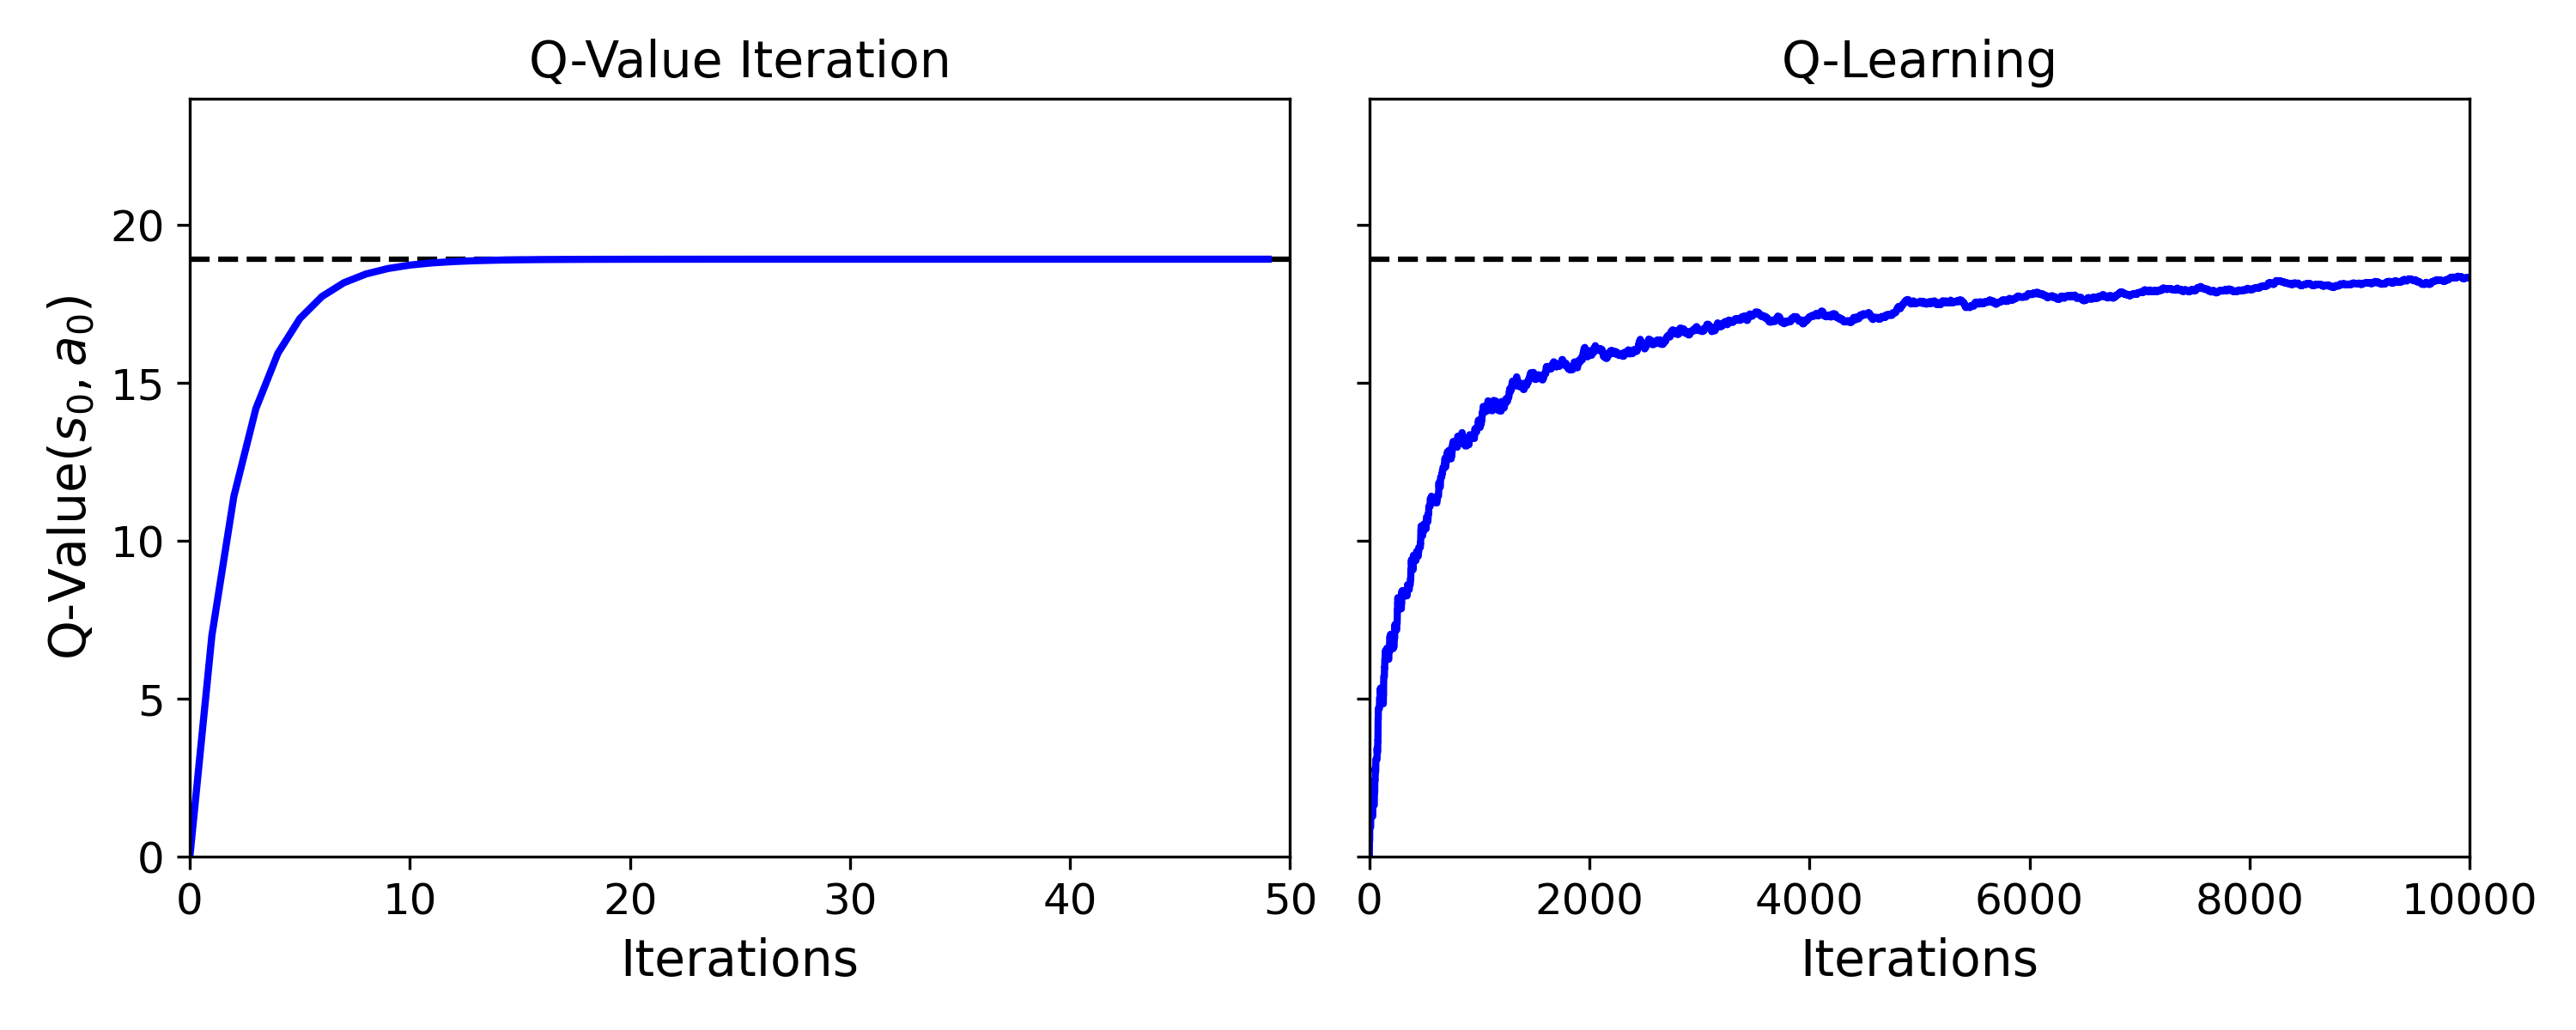 Q-Value Iteration
Q-Learning
Q-Value(s₀, a₀)
20
15
10
5
0
0 10 20 30 40 50
0 2000 4000 6000 8000 10000
Iterations
Iterations